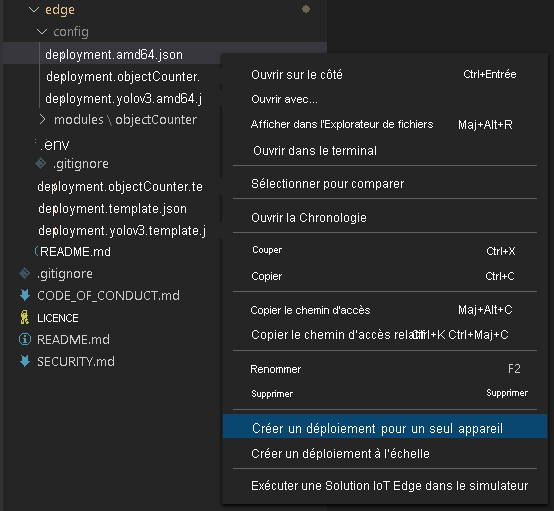 edge
config
deployment.amd64.json
deployment.objectCounter.
deployment.yolov3.amd64.j
modules \ objectCounter
.env
.gitignore
deployment.objectCounter.te
deployment.template.json
deployment.yolov3.template.j
README.md
.gitignore
CODE_OF_CONDUCT.md
LICENCE
README.md
SECURITY.md
Ouvrir sur le côté Ctrl+Entrée
Ouvrir avec...
Afficher dans l'Explorateur de fichiers Maj+Alt+R
Ouvrir dans le terminal
Sélectionner pour comparer
Ouvrir la Chronologie
Couper Ctrl+X
Copier Ctrl+C
Copier le chemin d'accès Maj+Alt+C
Copier le chemin d'accès relatif Ctrl+K Ctrl+Maj+C
Renommer F2
Supprimer Supprimer
Créer un déploiement pour un seul appareil
Créer un déploiement à l'échelle
Exécuter une Solution IoT Edge dans le simulateur